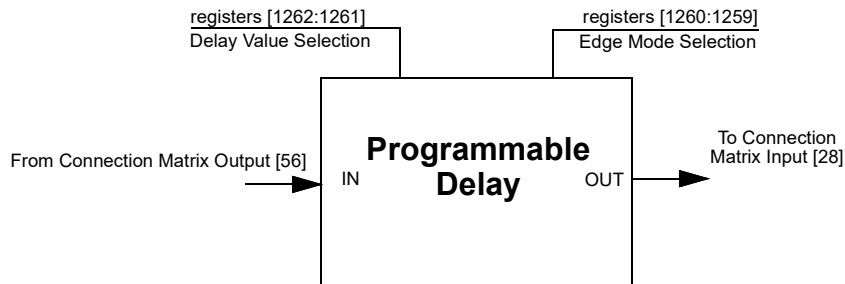 registers [1262:1261]
Delay Value Selection
registers [1260:1259]
Edge Mode Selection
From Connection Matrix Output [56]
IN
Programmable
Delay
OUT
To Connection
Matrix Input [28]